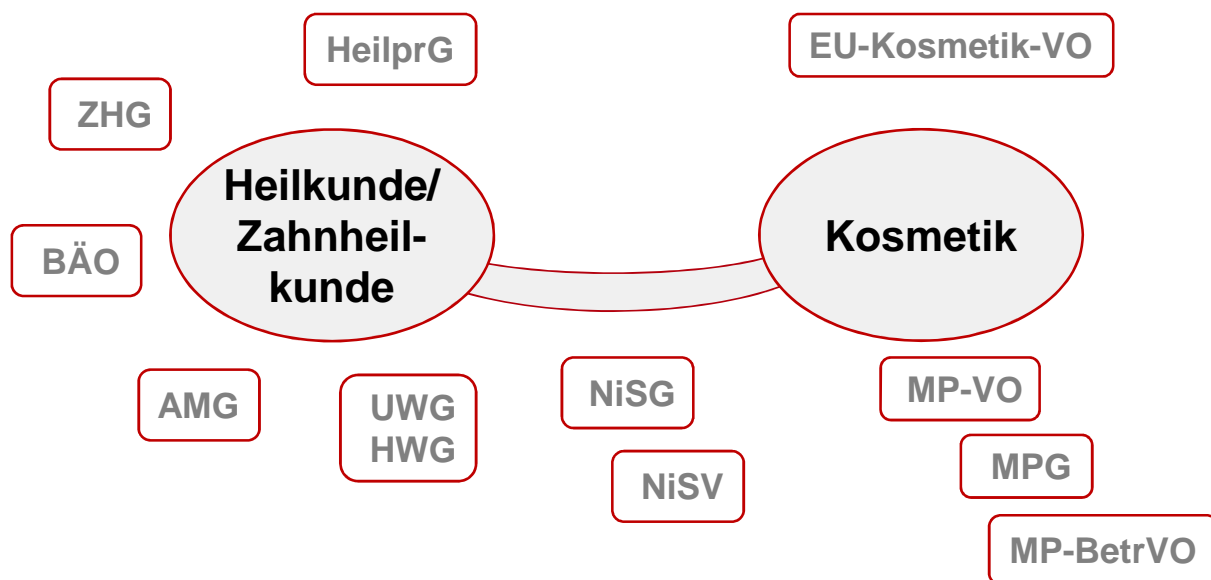 HeilprG
EU-Kosmetik-VO
ZHG
Heilkunde/
Zahnheil-
kunde
Kosmetik
BÄO
AMG
UWG
HWG
NiSG
MP-VO
NiSV
MPG
MP-BetrVO